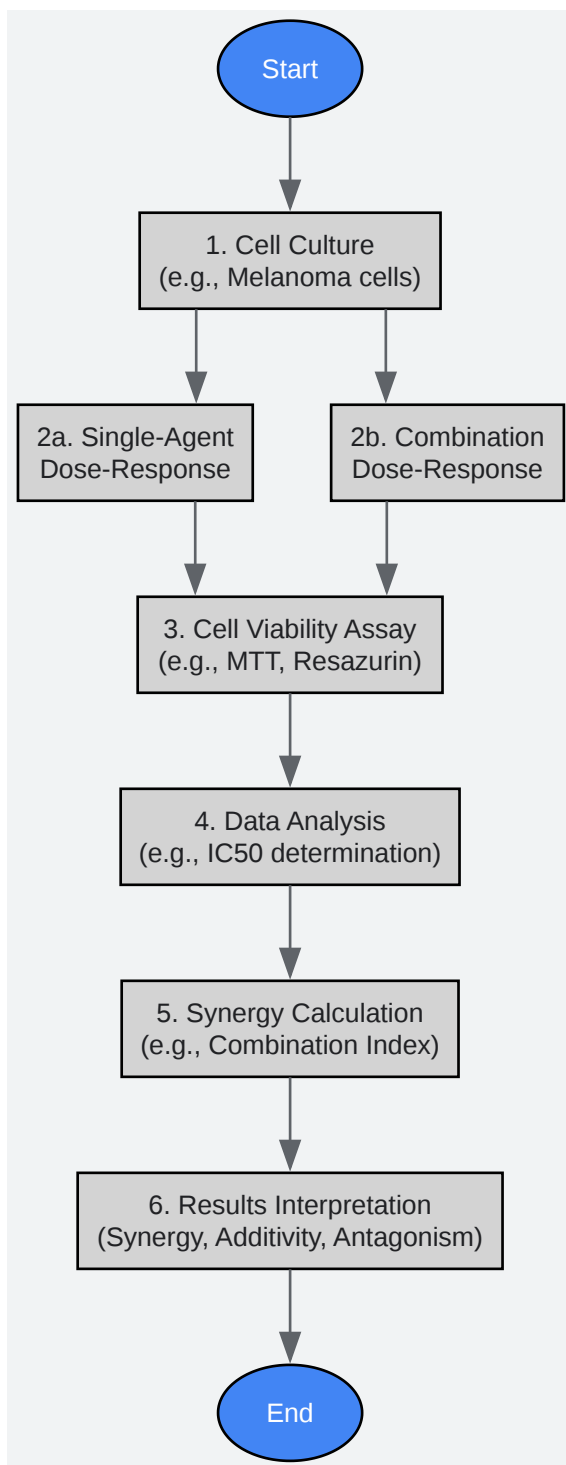 Start
1. Cell Culture
(e.g., Melanoma cells)
2a. Single-Agent
Dose-Response
2b. Combination
Dose-Response
3. Cell Viability Assay
(e.g., MTT, Resazurin)
4. Data Analysis
(e.g., IC50 determination)
5. Synergy Calculation
(e.g., Combination Index)
6. Results Interpretation
(Synergy, Additivity, Antagonism)
End